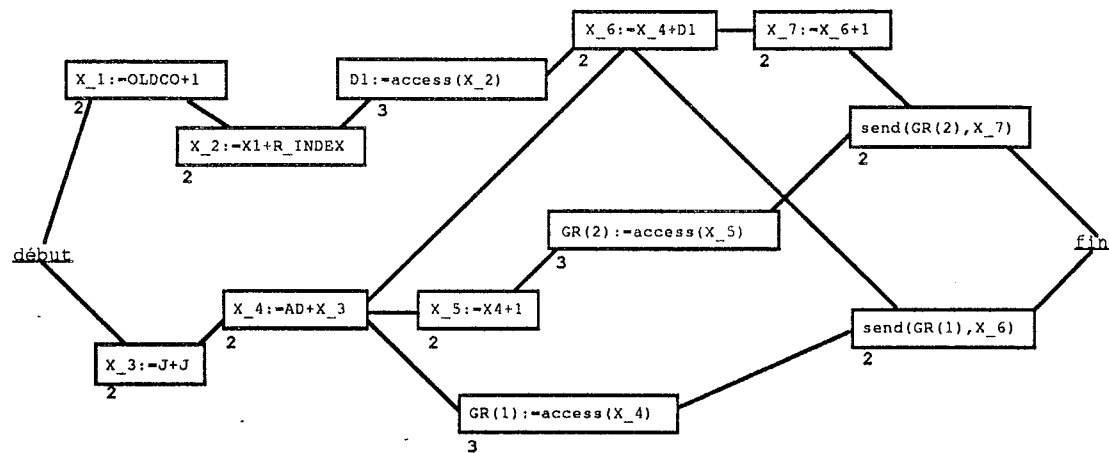 X_6:=X_4+D1
2
X_7:=X_6+1
2
X_1:=OLDCO+1
2
D1:=access(X_2)
3
X_2:=X1+R_INDEX
2
send(GR(2),X_7)
2
GR(2):=access(X_5)
3
début
fin
X_4:=AD+X_3
2
X_5:=X4+1
2
send(GR(1),X_6)
2
X_3:=J+J
2
GR(1):=access(X_4)
3